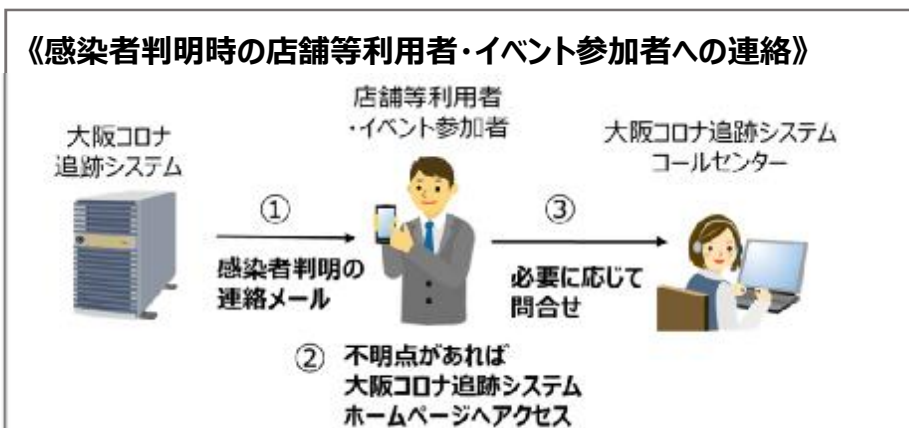 《感染者判明時の店舗等利用者・イベント参加者への連絡》
大阪コロナ
追跡システム
店舗等利用者
・イベント参加者
大阪コロナ追跡システム
コールセンター
①
感染者判明の
連絡メール
③
必要に応じて
問合せ
② 不明点があれば
大阪コロナ追跡システム
ホームページへアクセス